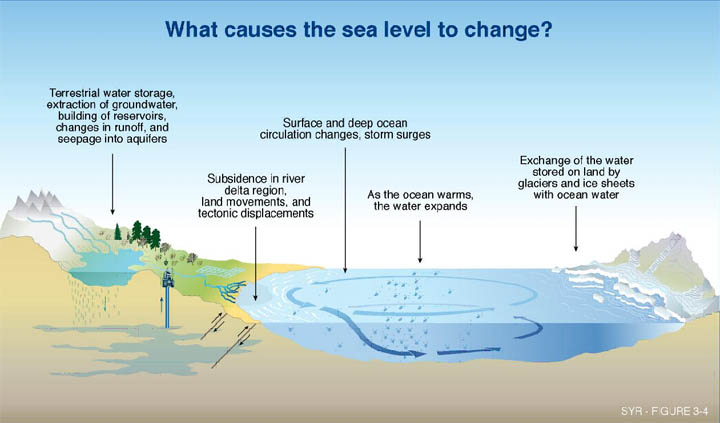 What causes the sea level to change?
Terrestrial water storage,
extraction of groundwater,
building of reservoirs,
changes in runoff, and
seepage into aquifers
Surface and deep ocean
circulation changes, storm surges
Subsidence in river
delta region,
land movements, and
tectonic displacements
As the ocean warms,
the water expands
Exchange of the water
stored on land by
glaciers and ice sheets
with ocean water
SYR - FIGURE 3-4